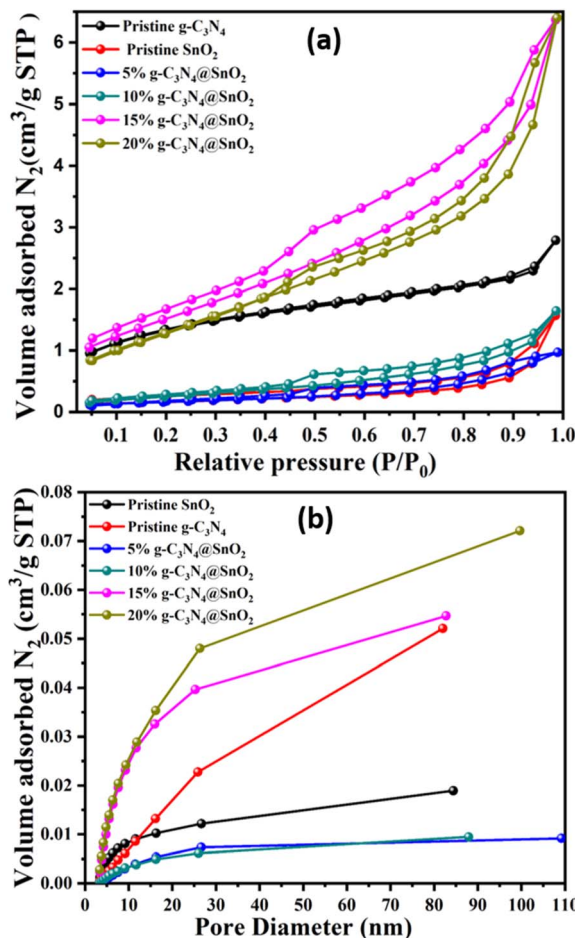 (a)
Pristine g-C₃N₄
Pristine SnO₂
5% g-C₃N₄@SnO₂
10% g-C₃N₄@SnO₂
15% g-C₃N₄@SnO₂
20% g-C₃N₄@SnO₂
Volume adsorbed N₂(cm³/g STP)
6
5
4
3
2
1
0
0.1 0.2 0.3 0.4 0.5 0.6 0.7 0.8 0.9 1.0
Relative pressure (P/P₀)
(b)
Pristine SnO₂
Pristine g-C₃N₄
5% g-C₃N₄@SnO₂
10% g-C₃N₄@SnO₂
15% g-C₃N₄@SnO₂
20% g-C₃N₄@SnO₂
Volume adsorbed N₂ (cm³/g STP)
0.08
0.07
0.06
0.05
0.04
0.03
0.02
0.01
0.00
0 10 20 30 40 50 60 70 80 90 100 110
Pore Diameter (nm)